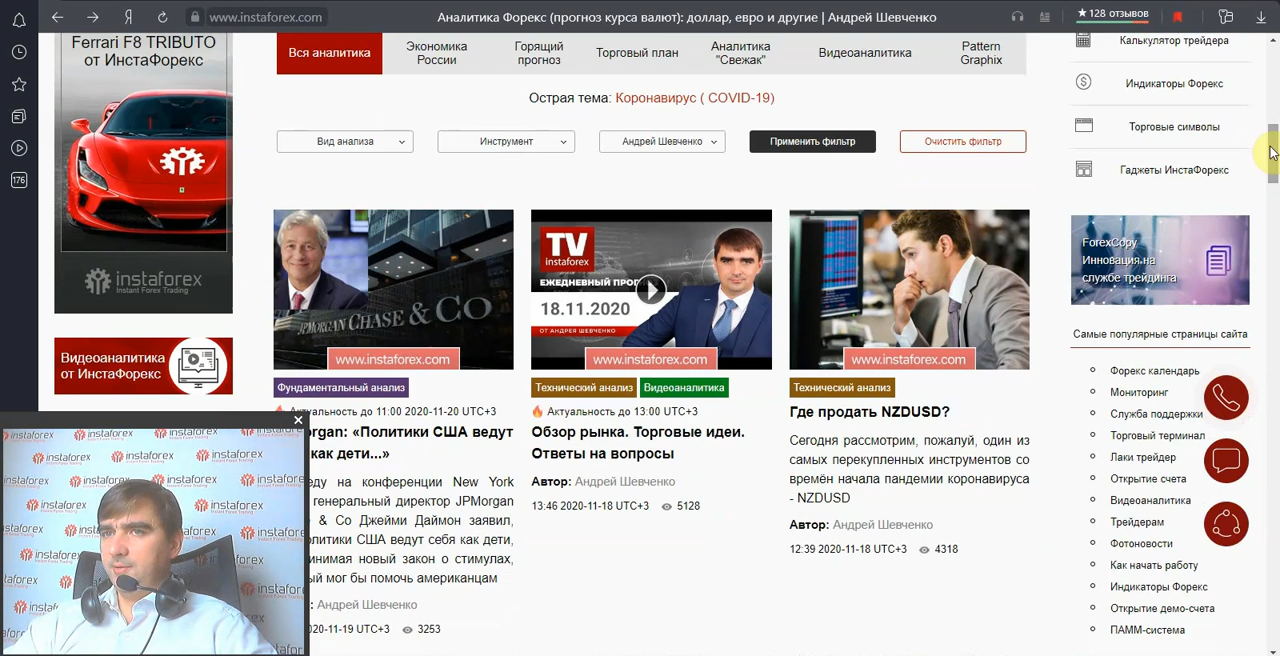 www.instaforex.com
Аналитика Форекс (прогноз курса валют): доллар, евро и другие | Андрей Шевченко
★128 отзывов
176
Ferrari F8 TRIBUTO
от ИнстаФорекс
instaforex
Instant Forex Trading
Видеоаналитика
от ИнстаФорекс
Вся аналитика
Экономика
России
Горящий
прогноз
Торговый план
Аналитика
"Свежак"
Видеоаналитика
Pattern
Graphix
Острая тема: Коронавирус ( COVID-19)
Вид анализа
Инструмент
Андрей Шевченко
Применить фильтр
Очистить фильтр
JPMORGAN CHASE & CO
www.instaforex.com
Фундаментальный анализ
Актуальность до 11:00 2020-11-20 UTC+3
organ: «Политики США ведут
как дети...»
еду на конференции New York
генеральный директор JPMorgan
& Co Джейми Даймон заявил,
олитики США ведут себя как дети,
инимая новый закон о стимулах,
ый мог бы помочь американцам
: Андрей Шевченко
020-11-19 UTC+3 3253
TV
instaforex
ЕЖЕДНЕВНЫЙ ПРОГ
18.11.2020
ОТ АНДРЕЯ ШЕВЧЕНКО
www.instaforex.com
Технический анализ
Видеоаналитика
Актуальность до 13:00 UTC+3
Обзор рынка. Торговые идеи.
Ответы на вопросы
Автор: Андрей Шевченко
13:46 2020-11-18 UTC+3 5128
www.instaforex.com
Технический анализ
Где продать NZDUSD?
Сегодня рассмотрим, пожалуй, один из
самых перекупленных инструментов со
времён начала пандемии коронавируса
- NZDUSD
Автор: Андрей Шевченко
12:39 2020-11-18 UTC+3 4318
Калькулятор трейдера
Индикаторы Форекс
Торговые символы
Гаджеты ИнстаФорекс
ForexCopy
Инновация на
службе трейдинга
Самые популярные страницы сайта
Форекс календарь
Мониторинг
Служба поддержки
Торговый терминал
Лаки трейдер
Открытие счета
Видеоаналитика
Трейдерам
Фотоновости
Как начать работу
Индикаторы Форекс
Открытие демо-счета
ПАММ-система